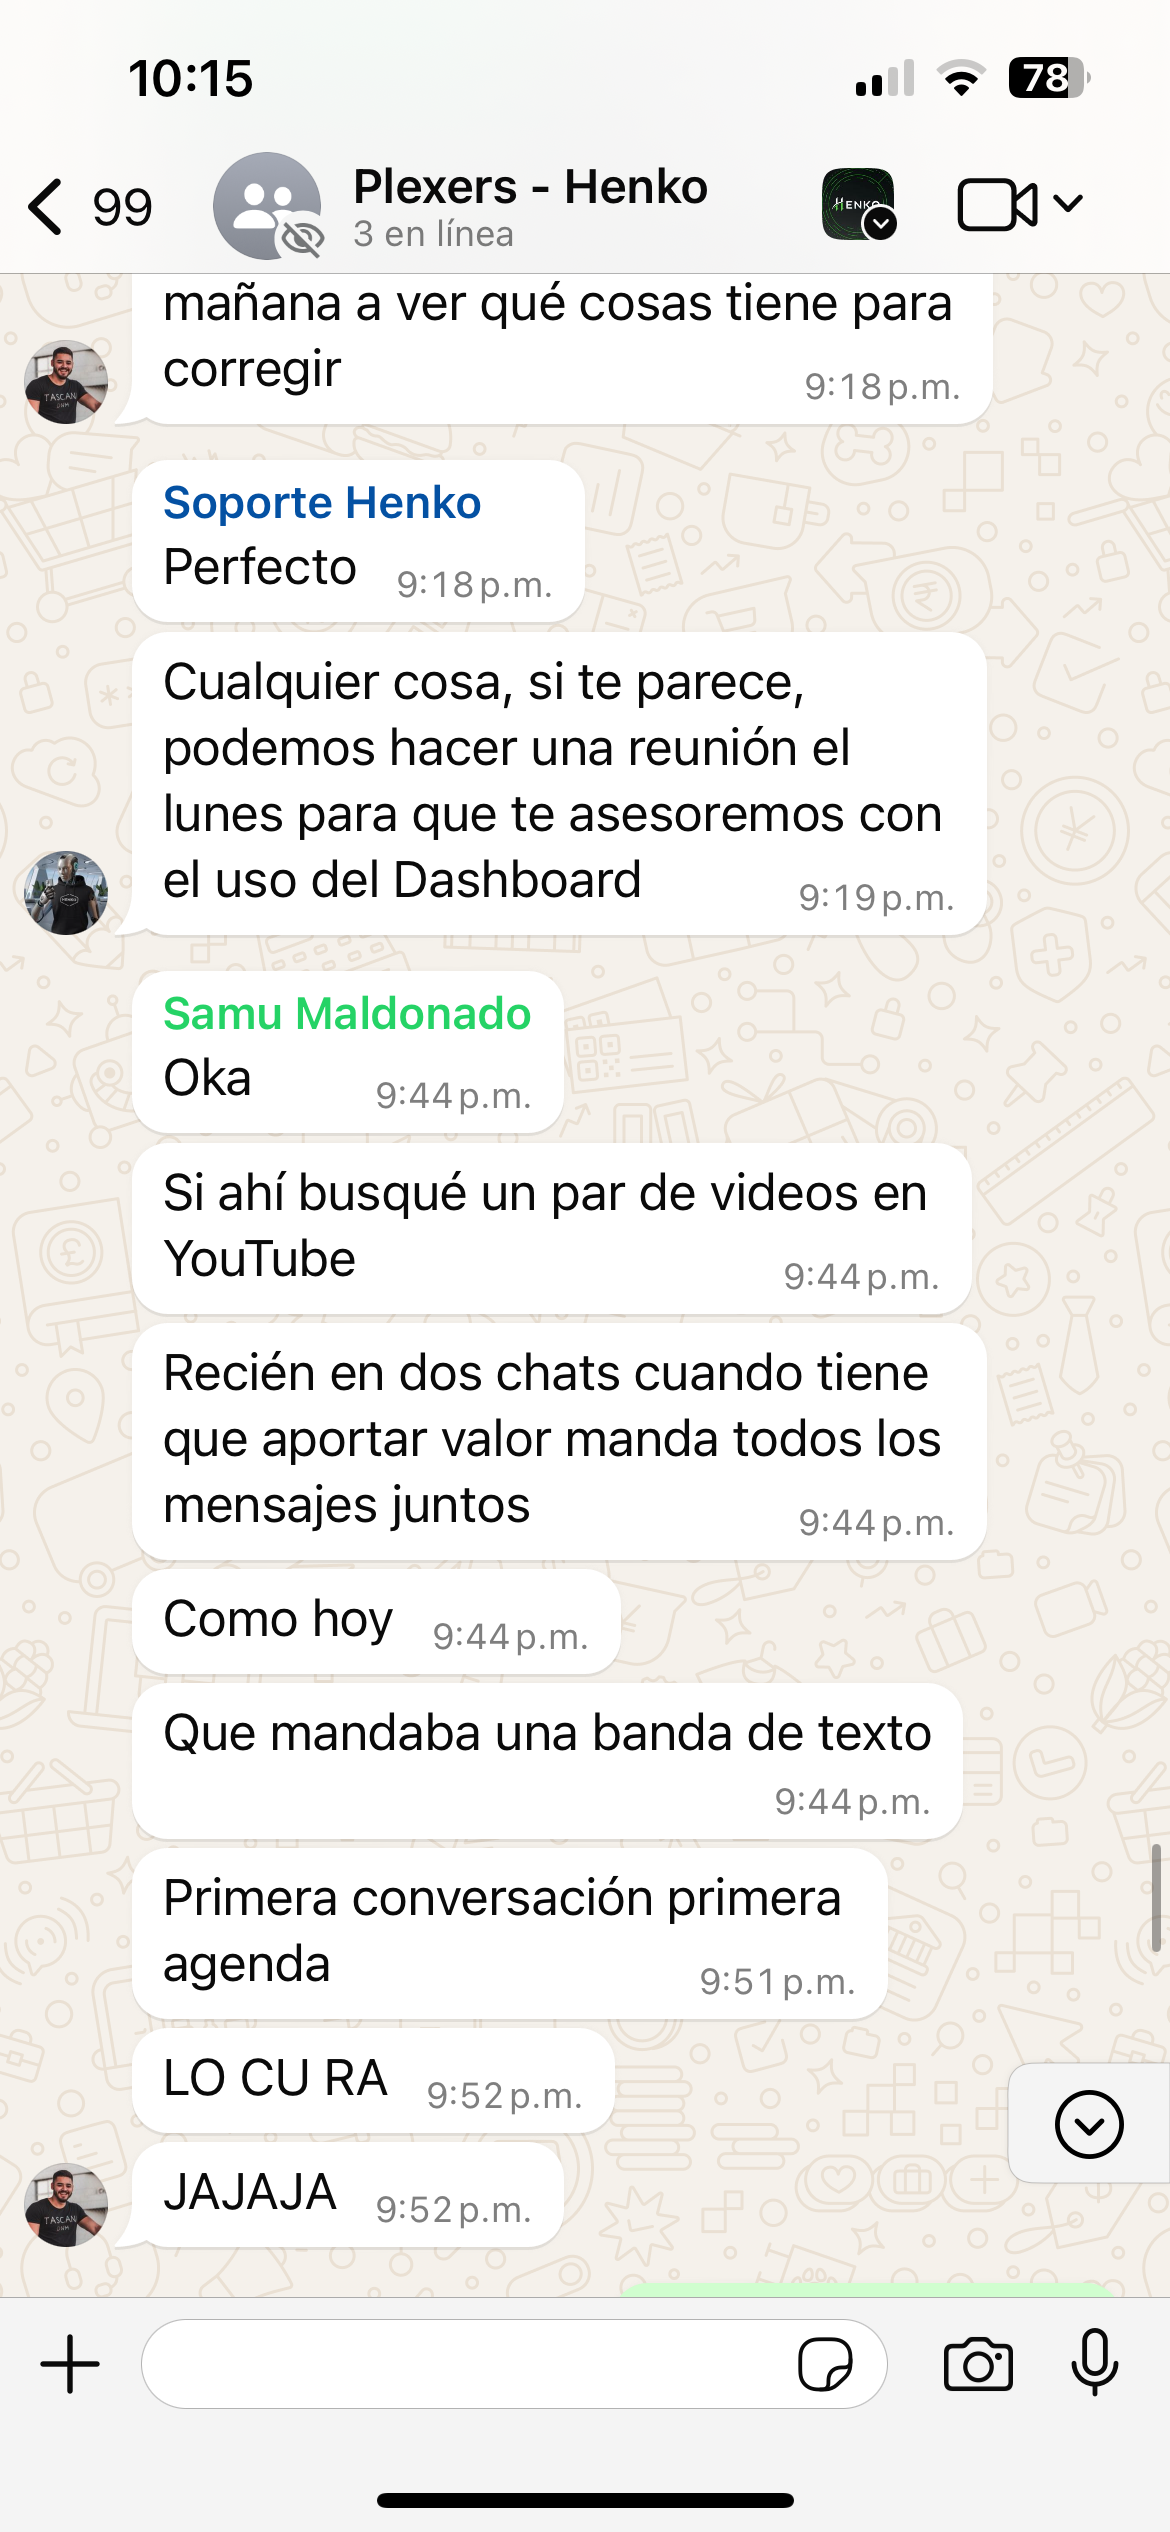 10:15
78
99
Plexers - Henko
3 en línea
HENKO
mañana a ver qué cosas tiene para
corregir
9:18 p.m.
TASCAN
Soporte Henko
Perfecto 9:18 p.m.
Cualquier cosa, si te parece,
podemos hacer una reunión el
lunes para que te asesoremos con
el uso del Dashboard
9:19 p.m.
Samu Maldonado
Oka 9:44 p.m.
Si ahí busqué un par de videos en
YouTube
9:44 p.m.
Recién en dos chats cuando tiene
que aportar valor manda todos los
mensajes juntos
9:44 p.m.
Como hoy 9:44 p.m.
Que mandaba una banda de texto
9:44 p.m.
Primera conversación primera
agenda
9:51 p.m.
LO CU RA 9:52 p.m.
JAJAJA 9:52 p.m.
TASCAN